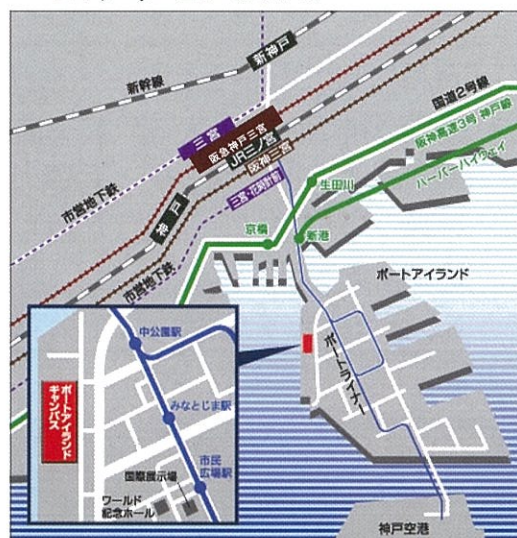 新幹線
新神戸
国道2号線
三宮
阪急神戸三宮
JR三ノ宮
阪神三宮
阪神高速3号 神戸線
ハーバーハイウェイ
市営地下鉄
神戸
三宮・花時計前
生田川
市営地下鉄
京橋
新港
ポートアイランド
ポートライナー
中公園駅
ポートアイランド
キャンパス
みなとじま駅
市民
広場駅
国際展示場
ワールド
記念ホール
神戸空港